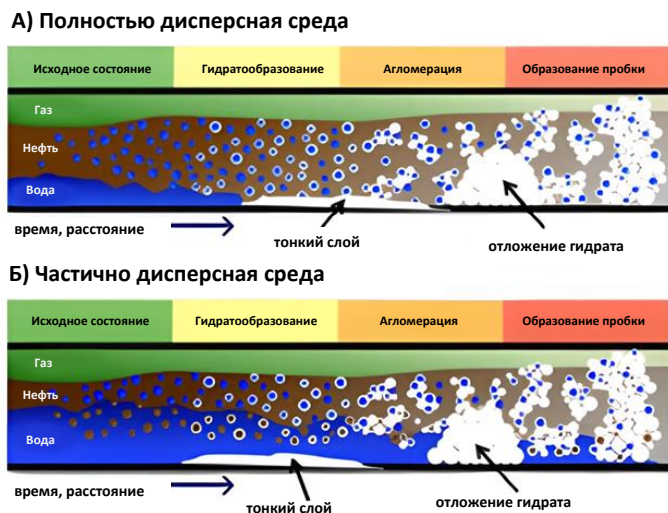 А) Полностью дисперсная среда
Исходное состояние Гидратообразование Агломерация Образование пробки
Газ
Нефть
Вода
время, расстояние
тонкий слой
отложение гидрата
Б) Частично дисперсная среда
Исходное состояние Гидратообразование Агломерация Образование пробки
Газ
Нефть
Вода
время, расстояние
тонкий слой
отложение гидрата